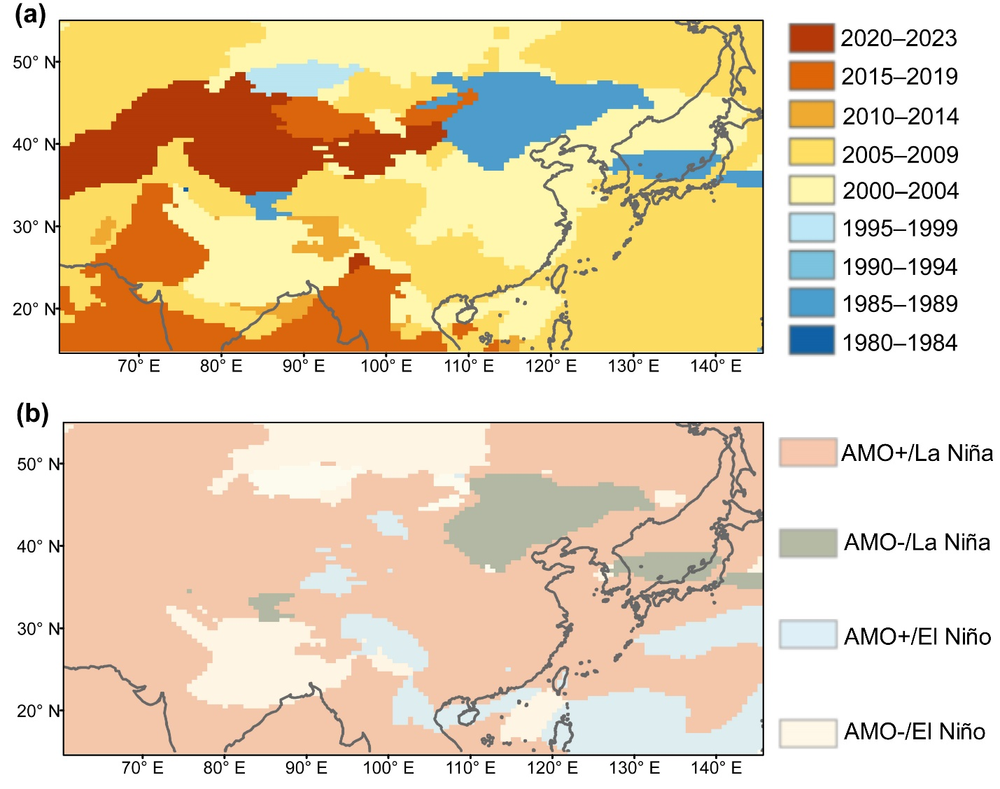 (a)
50° N
40° N
30° N
20° N
70° E 80° E 90° E 100° E 110° E 120° E 130° E 140° E
2020–2023
2015–2019
2010–2014
2005–2009
2000–2004
1995–1999
1990–1994
1985–1989
1980–1984
(b)
50° N
40° N
30° N
20° N
70° E 80° E 90° E 100° E 110° E 120° E 130° E 140° E
AMO+/La Niña
AMO-/La Niña
AMO+/El Niño
AMO-/El Niño